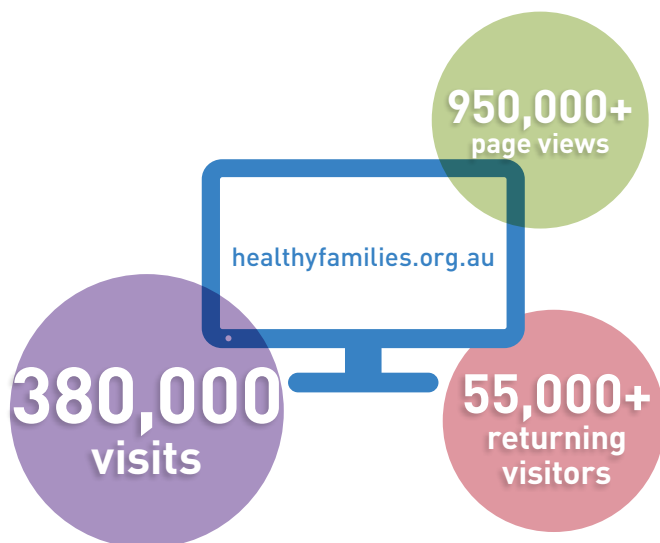 950,000+
page views
healthyfamilies.org.au
380,000
visits
55,000+
returning
visitors